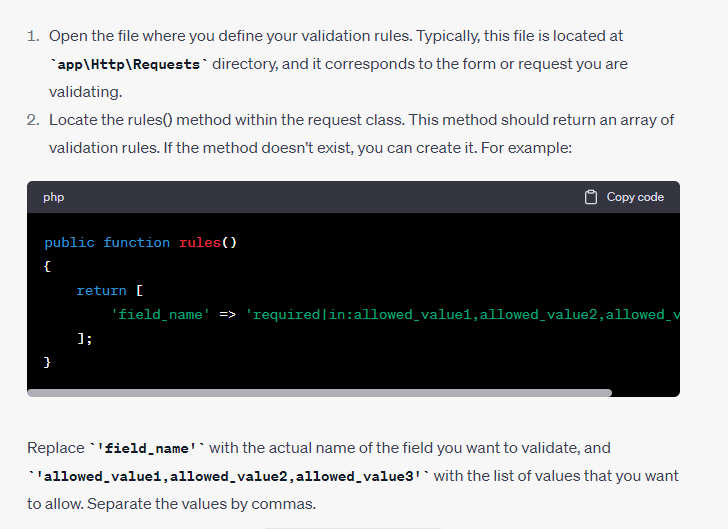 1. Open the file where you define your validation rules. Typically, this file is located at
`app\Http\Requests` directory, and it corresponds to the form or request you are
validating.
2. Locate the rules() method within the request class. This method should return an array of
validation rules. If the method doesn't exist, you can create it. For example:
php
Copy code
public function rules()
{
return [
'field_name' => 'required|in:allowed_value1,allowed_value2,allowed_v
];
}
Replace `'field_name'` with the actual name of the field you want to validate, and
`'allowed_value1,allowed_value2,allowed_value3'` with the list of values that you want
to allow. Separate the values by commas.